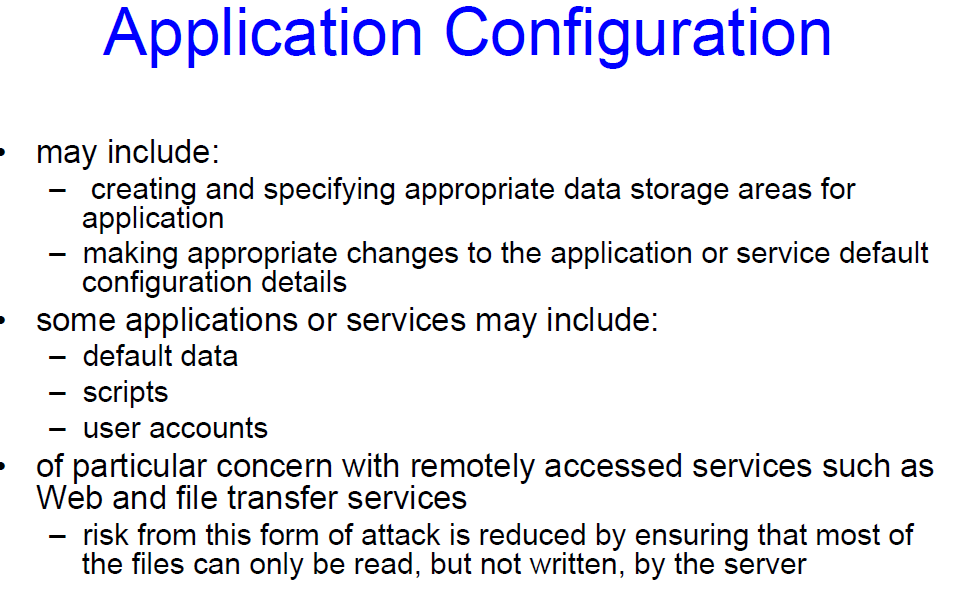 Application Configuration
• may include:
– creating and specifying appropriate data storage areas for
application
– making appropriate changes to the application or service default
configuration details
• some applications or services may include:
– default data
– scripts
– user accounts
• of particular concern with remotely accessed services such as
Web and file transfer services
– risk from this form of attack is reduced by ensuring that most of
the files can only be read, but not written, by the server